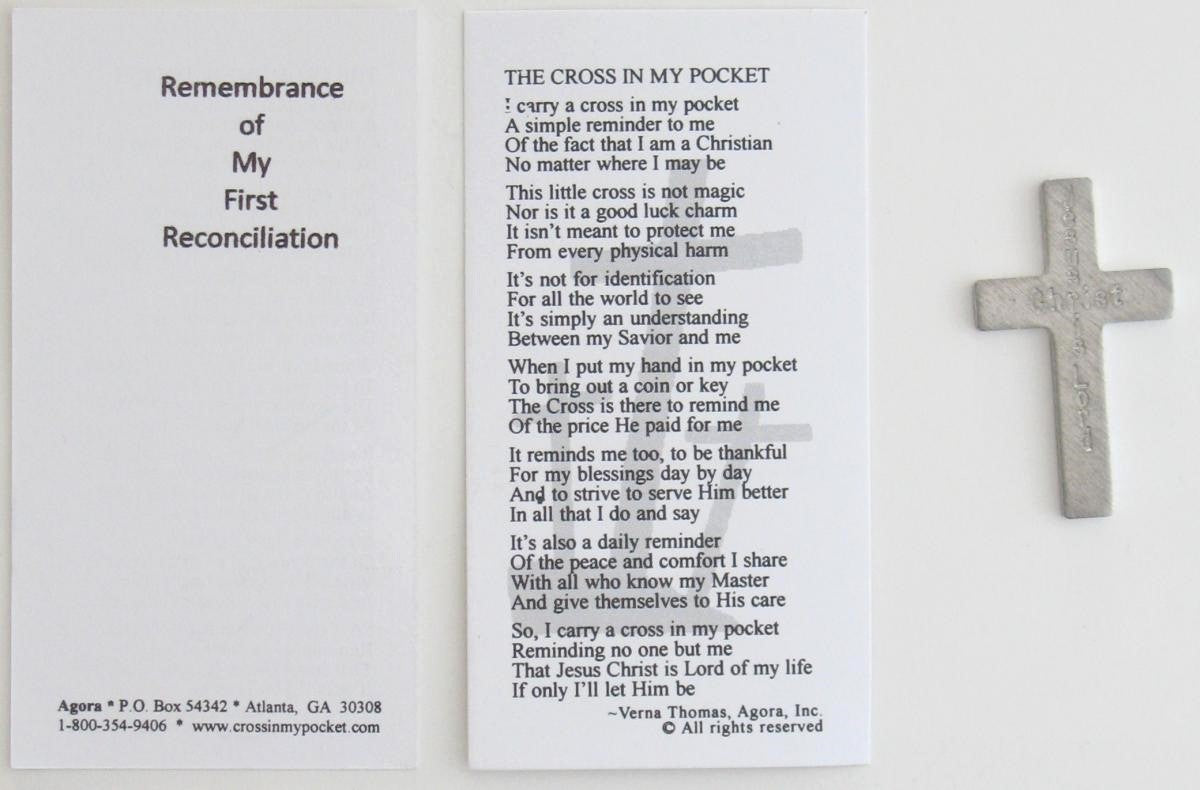 Remembrance
of
My
First
Reconciliation
Agora * P.O. Box 54342 * Atlanta, GA 30308
1-800-354-9406 * www.crossinmypocket.com
THE CROSS IN MY POCKET
I carry a cross in my pocket
A simple reminder to me
Of the fact that I am a Christian
No matter where I may be
This little cross is not magic
Nor is it a good luck charm
It isn't meant to protect me
From every physical harm
It's not for identification
For all the world to see
It's simply an understanding
Between my Savior and me
When I put my hand in my pocket
To bring out a coin or key
The Cross is there to remind me
Of the price He paid for me
It reminds me too, to be thankful
For my blessings day by day
And to strive to serve Him better
In all that I do and say
It's also a daily reminder
Of the peace and comfort I share
With all who know my Master
And give themselves to His care
So, I carry a cross in my pocket
Reminding no one but me
That Jesus Christ is Lord of my life
If only I'll let Him be
~Verna Thomas, Agora, Inc.
© All rights reserved
Jesus
Christ
is
Lord